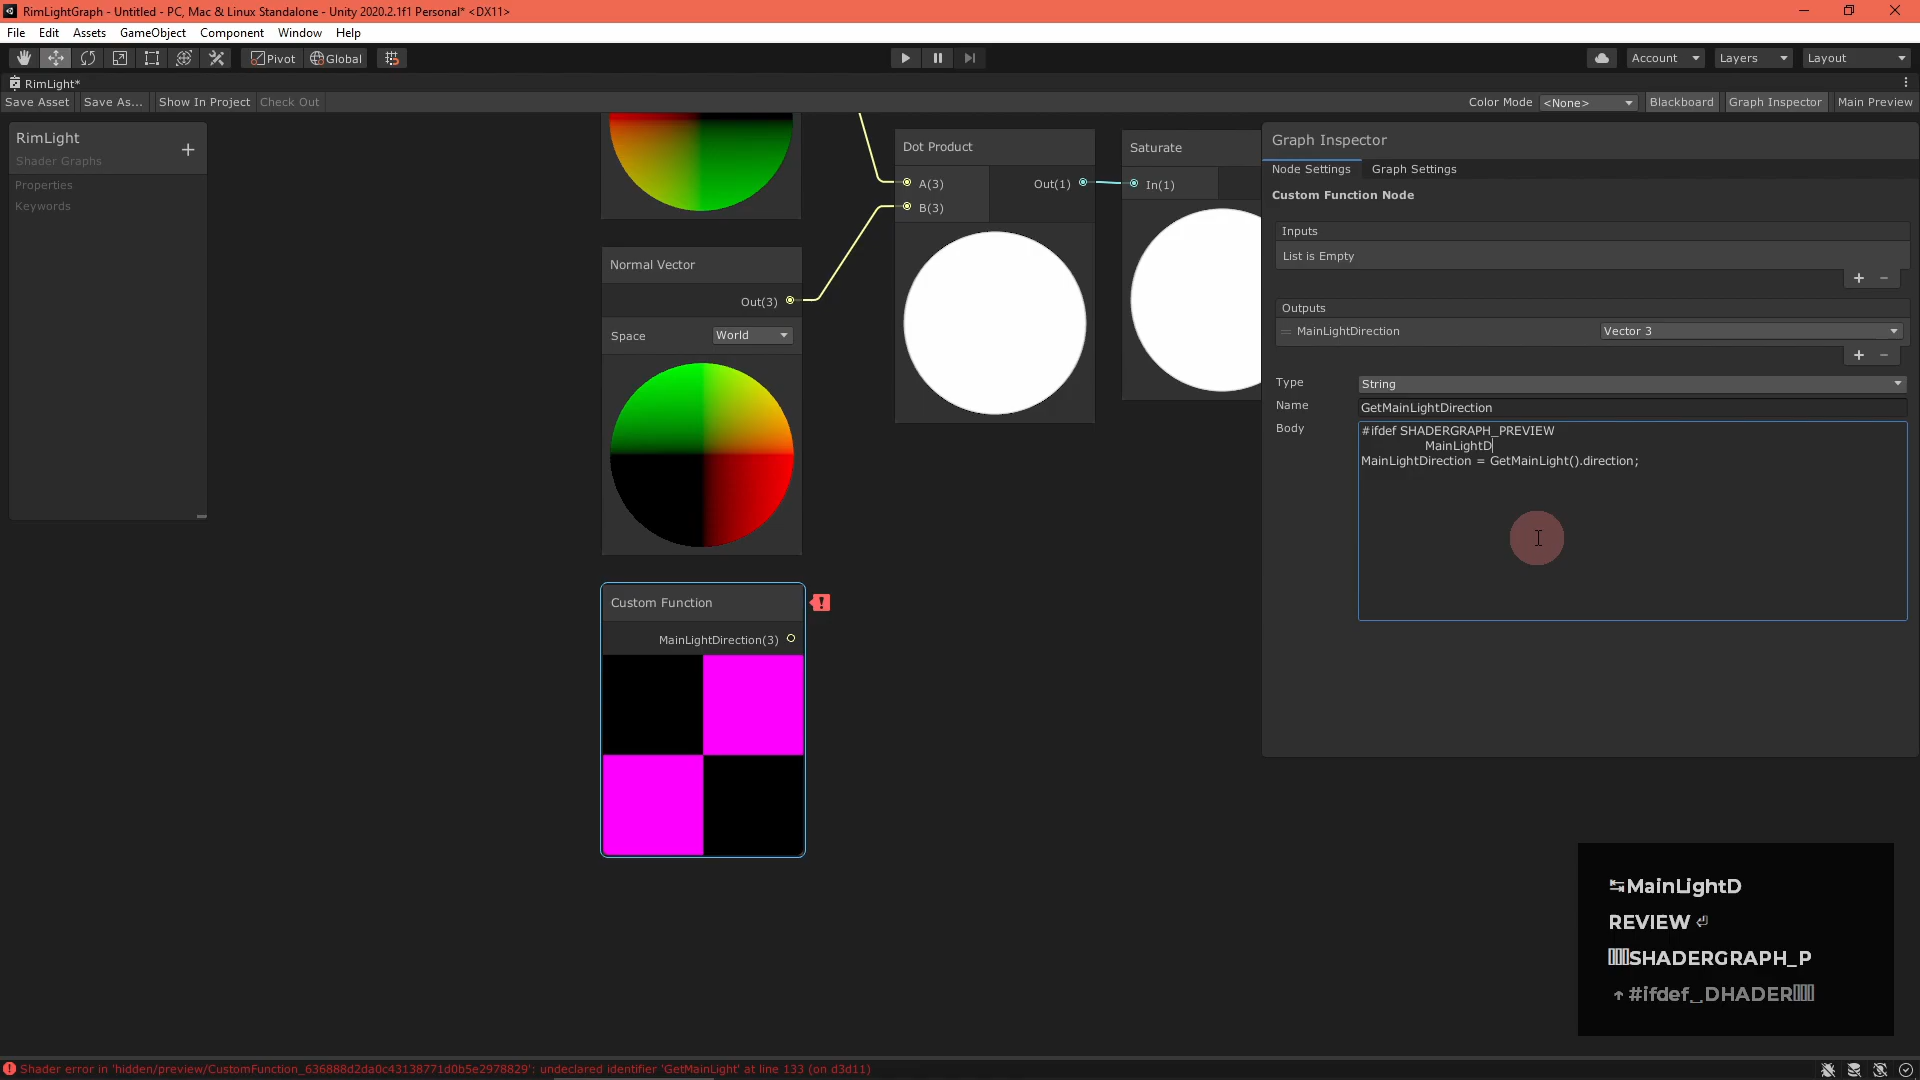 RimLightGraph - Untitled - PC, Mac & Linux Standalone - Unity 2020.2.1f1 Personal* <DX11>
File Edit Assets GameObject Component Window Help
Pivot Global
Account Layers Layout
RimLight*
Save Asset Save As... Show In Project Check Out Color Mode <None> Blackboard Graph Inspector Main Preview
RimLight
Shader Graphs
Properties
Keywords
Dot Product
A(3) Out(1)
B(3)
Saturate
In(1)
Normal Vector
Out(3)
Space World
Custom Function
MainLightDirection(3)
Graph Inspector
Node Settings Graph Settings
Custom Function Node
Inputs
List is Empty
Outputs
MainLightDirection Vector 3
Type String
Name GetMainLightDirection
Body #ifdef SHADERGRAPH_PREVIEW
MainLightD
MainLightDirection = GetMainLight().direction;
↹MainLightD
REVIEW ⏎
▯▯▯SHADERGRAPH_P
↑ #ifdef␣DHADER▯▯▯
Shader error in 'hidden/preview/CustomFunction_636888d2da0c43138771d0b5e2978829': undeclared identifier 'GetMainLight' at line 133 (on d3d11)